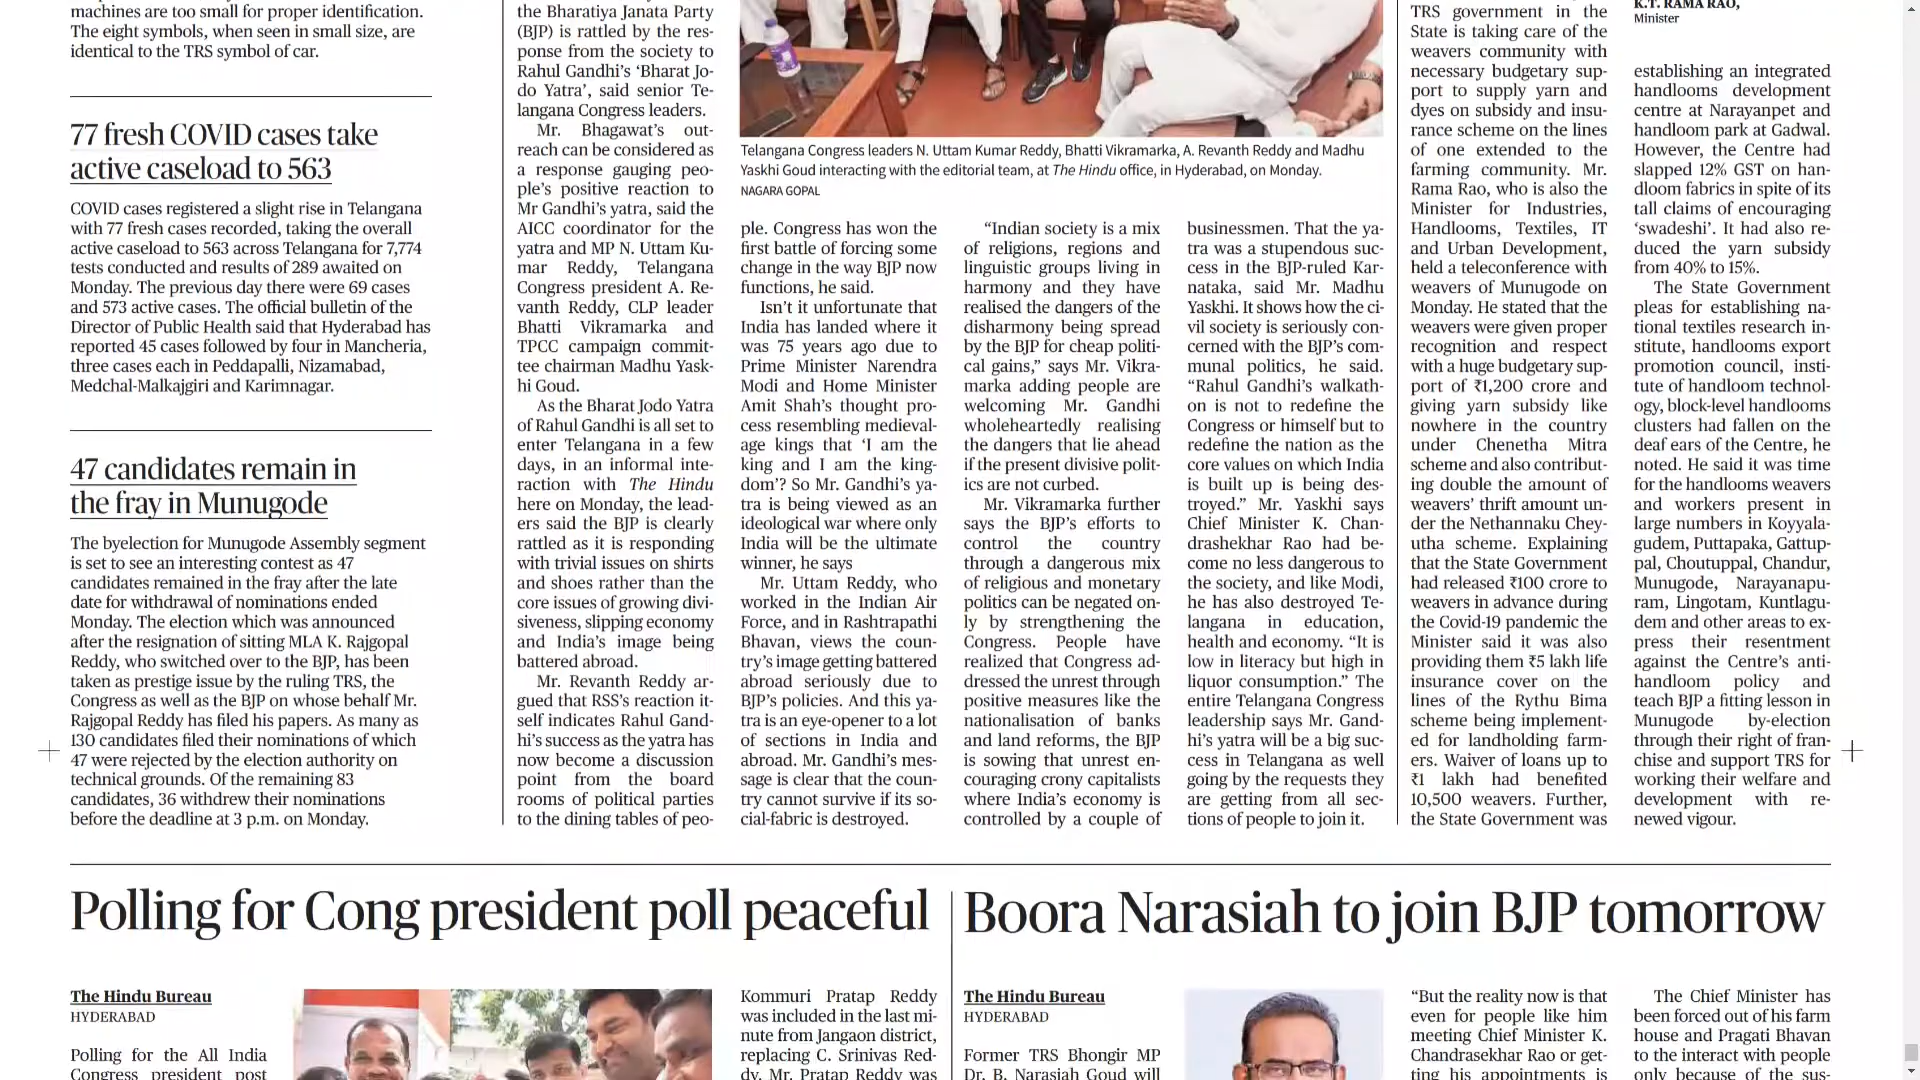 machines are too small for proper identification.
The eight symbols, when seen in small size, are
identical to the TRS symbol of car.
77 fresh COVID cases take
active caseload to 563
COVID cases registered a slight rise in Telangana
with 77 fresh cases recorded, taking the overall
active caseload to 563 across Telangana for 7,774
tests conducted and results of 289 awaited on
Monday. The previous day there were 69 cases
and 573 active cases. The official bulletin of the
Director of Public Health said that Hyderabad has
reported 45 cases followed by four in Mancheria,
three cases each in Peddapalli, Nizamabad,
Medchal-Malkajgiri and Karimnagar.
47 candidates remain in
the fray in Munugode
The byelection for Munugode Assembly segment
is set to see an interesting contest as 47
candidates remained in the fray after the late
date for withdrawal of nominations ended
Monday. The election which was announced
after the resignation of sitting MLA K. Rajgopal
Reddy, who switched over to the BJP, has been
taken as prestige issue by the ruling TRS, the
Congress as well as the BJP on whose behalf Mr.
Rajgopal Reddy has filed his papers. As many as
130 candidates filed their nominations of which
47 were rejected by the election authority on
technical grounds. Of the remaining 83
candidates, 36 withdrew their nominations
before the deadline at 3 p.m. on Monday.
the Bharatiya Janata Party
(BJP) is rattled by the res-
ponse from the society to
Rahul Gandhi's 'Bharat Jo-
do Yatra', said senior Te-
langana Congress leaders.
Mr. Bhagawat's out-
reach can be considered as
a response gauging peo-
ple's positive reaction to
Mr Gandhi's yatra, said the
AICC coordinator for the
yatra and MP N. Uttam Ku-
mar Reddy, Telangana
Congress president A. Re-
vanth Reddy, CLP leader
Bhatti Vikramarka and
TPCC campaign commit-
tee chairman Madhu Yask-
hi Goud.
As the Bharat Jodo Yatra
of Rahul Gandhi is all set to
enter Telangana in a few
days, in an informal inte-
raction with The Hindu
here on Monday, the lead-
ers said the BJP is clearly
rattled as it is responding
with trivial issues on shirts
and shoes rather than the
core issues of growing divi-
siveness, slipping economy
and India's image being
battered abroad.
Mr. Revanth Reddy ar-
gued that RSS's reaction it-
self indicates Rahul Gand-
hi's success as the yatra has
now become a discussion
point from the board
rooms of political parties
to the dining tables of peo-
Telangana Congress leaders N. Uttam Kumar Reddy, Bhatti Vikramarka, A. Revanth Reddy and Madhu
Yaskhi Goud interacting with the editorial team, at The Hindu office, in Hyderabad, on Monday.
NAGARA GOPAL
ple. Congress has won the
first battle of forcing some
change in the way BJP now
functions, he said.
Isn't it unfortunate that
India has landed where it
was 75 years ago due to
Prime Minister Narendra
Modi and Home Minister
Amit Shah's thought pro-
cess resembling medieval-
age kings that 'I am the
king and I am the king-
dom'? So Mr. Gandhi's ya-
tra is being viewed as an
ideological war where only
India will be the ultimate
winner, he says
Mr. Uttam Reddy, who
worked in the Indian Air
Force, and in Rashtrapathi
Bhavan, views the coun-
try's image getting battered
abroad seriously due to
BJP's policies. And this ya-
tra is an eye-opener to a lot
of sections in India and
abroad. Mr. Gandhi's mes-
sage is clear that the coun-
try cannot survive if its so-
cial-fabric is destroyed.
"Indian society is a mix
of religions, regions and
linguistic groups living in
harmony and they have
realised the dangers of the
disharmony being spread
by the BJP for cheap politi-
cal gains," says Mr. Vikra-
marka adding people are
welcoming Mr. Gandhi
wholeheartedly realising
the dangers that lie ahead
if the present divisive polit-
ics are not curbed.
Mr. Vikramarka further
says the BJP's efforts to
control the country
through a dangerous mix
of religious and monetary
politics can be negated on-
ly by strengthening the
Congress. People have
realized that Congress ad-
dressed the unrest through
positive measures like the
nationalisation of banks
and land reforms, the BJP
is sowing that unrest en-
couraging crony capitalists
where India's economy is
controlled by a couple of
businessmen. That the ya-
tra was a stupendous suc-
cess in the BJP-ruled Kar-
nataka, said Mr. Madhu
Yaskhi. It shows how the ci-
vil society is seriously con-
cerned with the BJP's com-
munal politics, he said.
"Rahul Gandhi's walkath-
on is not to redefine the
Congress or himself but to
redefine the nation as the
core values on which India
is built up is being des-
troyed." Mr. Yaskhi says
Chief Minister K. Chan-
drashekhar Rao had be-
come no less dangerous to
the society, and like Modi,
he has also destroyed Te-
langana in education,
health and economy. "It is
low in literacy but high in
liquor consumption." The
entire Telangana Congress
leadership says Mr. Gand-
hi's yatra will be a big suc-
cess in Telangana as well
going by the requests they
are getting from all sec-
tions of people to join it.
TRS government in the
State is taking care of the
weavers community with
necessary budgetary sup-
port to supply yarn and
dyes on subsidy and insu-
rance scheme on the lines
of one extended to the
farming community. Mr.
Rama Rao, who is also the
Minister for Industries,
Handlooms, Textiles, IT
and Urban Development,
held a teleconference with
weavers of Munugode on
Monday. He stated that the
weavers were given proper
recognition and respect
with a huge budgetary sup-
port of ₹1,200 crore and
giving yarn subsidy like
nowhere in the country
under Chenetha Mitra
scheme and also contribut-
ing double the amount of
weavers' thrift amount un-
der the Nethannaku Chey-
utha scheme. Explaining
that the State Government
had released ₹100 crore to
weavers in advance during
the Covid-19 pandemic the
Minister said it was also
providing them ₹5 lakh life
insurance cover on the
lines of the Rythu Bima
scheme being implement-
ed for landholding farm-
ers. Waiver of loans up to
₹1 lakh had benefited
10,500 weavers. Further,
the State Government was
K.T. RAMA RAO,
Minister
establishing an integrated
handlooms development
centre at Narayanpet and
handloom park at Gadwal.
However, the Centre had
slapped 12% GST on han-
dloom fabrics in spite of its
tall claims of encouraging
'swadeshi'. It had also re-
duced the yarn subsidy
from 40% to 15%.
The State Government
pleas for establishing na-
tional textiles research in-
stitute, handlooms export
promotion council, insti-
tute of handloom technol-
ogy, block-level handlooms
clusters had fallen on the
deaf ears of the Centre, he
noted. He said it was time
for the handlooms weavers
and workers present in
large numbers in Koyyala-
gudem, Puttapaka, Gattup-
pal, Choutuppal, Chandur,
Munugode, Narayanapu-
ram, Lingotam, Kuntlagu-
dem and other areas to ex-
press their resentment
against the Centre's anti-
handloom policy and
teach BJP a fitting lesson in
Munugode by-election
through their right of fran-
chise and support TRS for
working their welfare and
development with re-
newed vigour.
Polling for Cong president poll peaceful
The Hindu Bureau
HYDERABAD
Polling for the All India
Congress president post
Kommuri Pratap Reddy
was included in the last mi-
nute from Jangaon district,
replacing C. Srinivas Red-
dy. Mr. Pratap Reddy was
Boora Narasiah to join BJP tomorrow
The Hindu Bureau
HYDERABAD
Former TRS Bhongir MP
Dr. B. Narasiah Goud will
"But the reality now is that
even for people like him
meeting Chief Minister K.
Chandrasekhar Rao or get-
ting his appointments is
The Chief Minister has
been forced out of his farm
house and Pragati Bhavan
to the interact with people
only because of the sus-